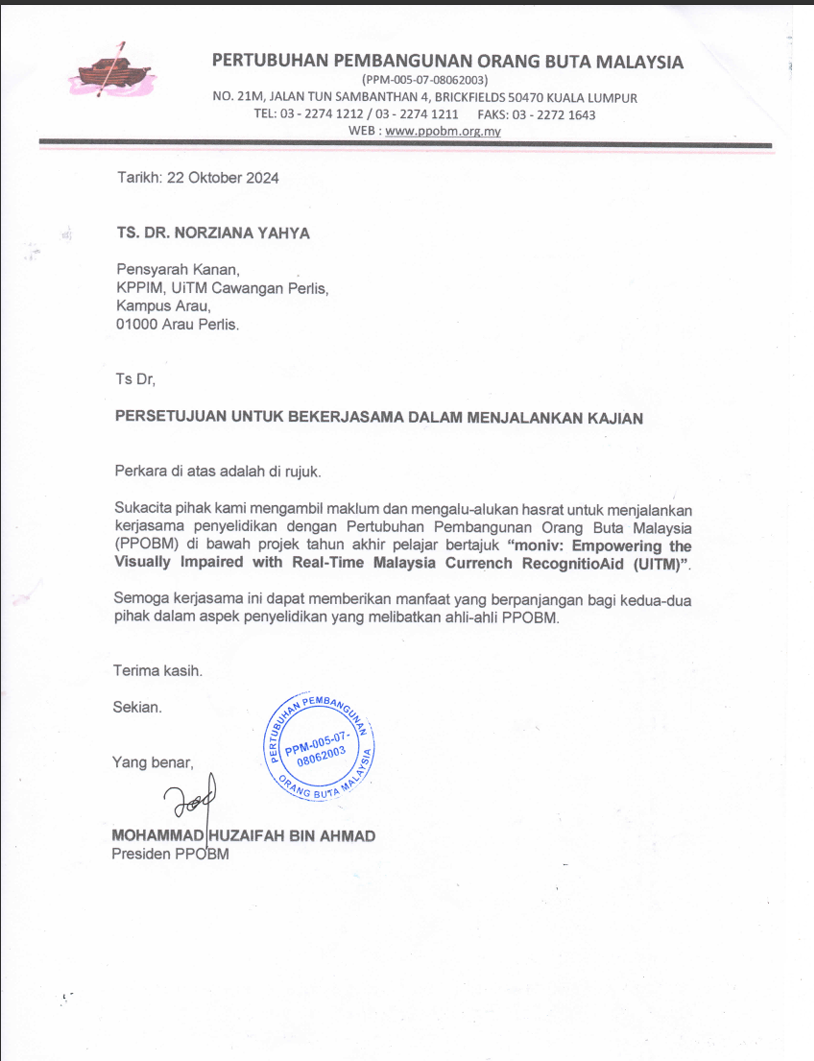 PERTUBUHAN PEMBANGUNAN ORANG BUTA MALAYSIA
(PPM-005-07-08062003)
NO. 21M, JALAN TUN SAMBANTHAN 4, BRICKFIELDS 50470 KUALA LUMPUR
TEL: 03 - 2274 1212 / 03 - 2274 1211 FAKS: 03 - 2272 1643
WEB : www.ppobm.org.my
Tarikh: 22 Oktober 2024
TS. DR. NORZIANA YAHYA
Pensyarah Kanan,
KPPIM, UiTM Cawangan Perlis,
Kampus Arau,
01000 Arau Perlis.
Ts Dr,
PERSETUJUAN UNTUK BEKERJASAMA DALAM MENJALANKAN KAJIAN
Perkara di atas adalah di rujuk.
Sukacita pihak kami mengambil maklum dan mengalu-alukan hasrat untuk menjalankan
kerjasama penyelidikan dengan Pertubuhan Pembangunan Orang Buta Malaysia
(PPOBM) di bawah projek tahun akhir pelajar bertajuk “moniv: Empowering the
Visually Impaired with Real-Time Malaysia Currench RecognitioAid (UITM)”.
Semoga kerjasama ini dapat memberikan manfaat yang berpanjangan bagi kedua-dua
pihak dalam aspek penyelidikan yang melibatkan ahli-ahli PPOBM.
Terima kasih.
Sekian.
PERTUBUHAN PEMBANGUNAN
PPM-005-07-
08062003
ORANG BUTA MALAYSIA
Yang benar,
MOHAMMAD HUZAIFAH BIN AHMAD
Presiden PPOBM